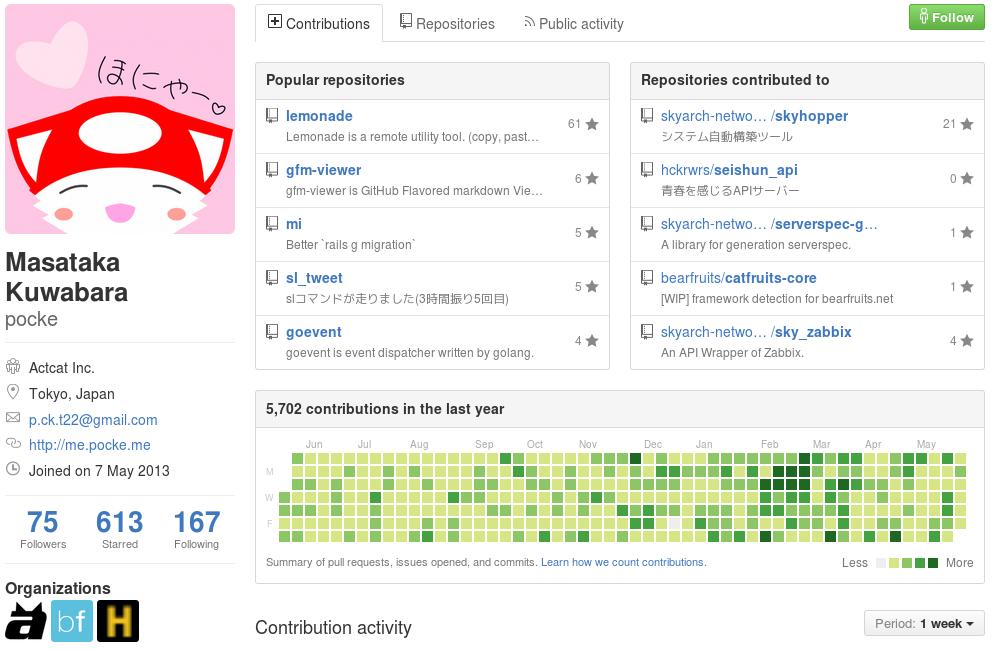 ほにゃ〜
Masataka
Kuwabara
pocke
Actcat Inc.
Tokyo, Japan
p.ck.t22@gmail.com
http://me.pocke.me
Joined on 7 May 2013
75 613 167
Followers Starred Following
Organizations
a bf H
Contributions Repositories Public activity Follow
Popular repositories
lemonade 61
Lemonade is a remote utility tool. (copy, past…
gfm-viewer 6
gfm-viewer is GitHub Flavored markdown Vie…
mi 5
Better `rails g migration`
sl_tweet 5
slコマンドが走りました(3時間振り5回目)
goevent 4
goevent is event dispatcher written by golang.
Repositories contributed to
skyarch-netwo… /skyhopper 21
システム自動構築ツール
hckrwrs/seishun_api 0
青春を感じるAPIサーバー
skyarch-netwo… /serverspec-g… 1
A library for generation serverspec.
bearfruits/catfruits-core 1
[WIP] framework detection for bearfruits.net
skyarch-netwo… /sky_zabbix 4
An API Wrapper of Zabbix.
5,702 contributions in the last year
Jun Jul Aug Sep Oct Nov Dec Jan Feb Mar Apr May
M
W
F
Summary of pull requests, issues opened, and commits. Learn how we count contributions. Less More
Contribution activity Period: 1 week